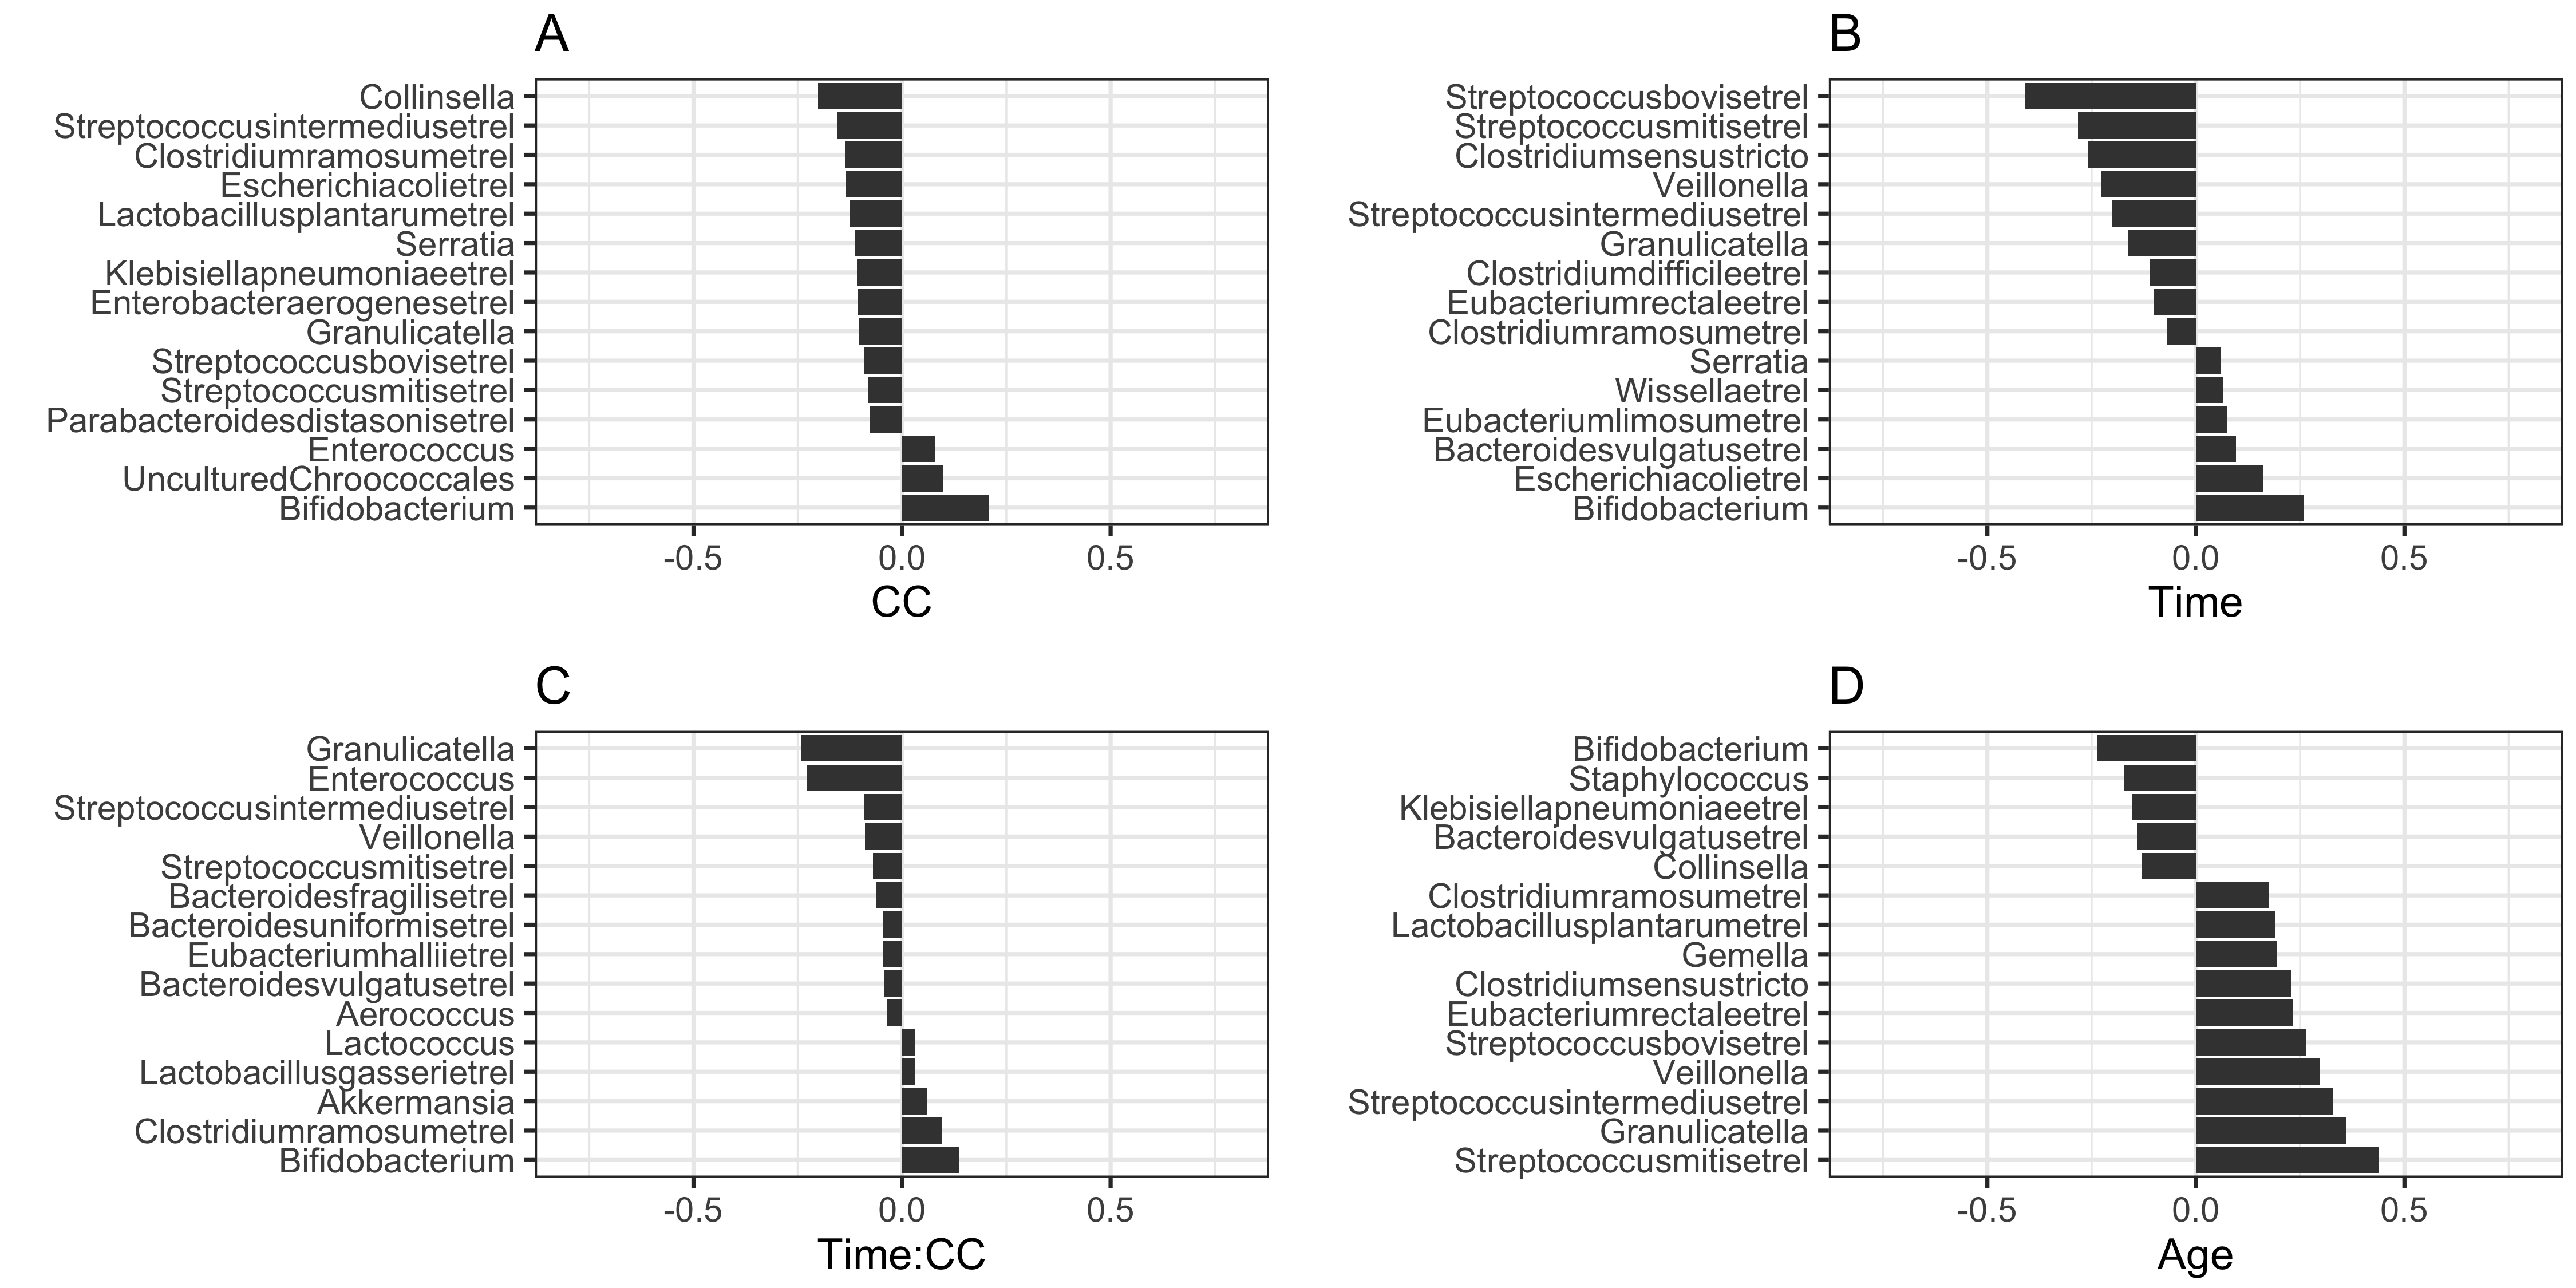 A
Collinsella
Streptococcusintermediusetrel
Clostridiumramosumetrel
Escherichiacolietrel
Lactobacillusplantarumetrel
Serratia
Klebisiellapneumoniaeetrel
Enterobacteraerogenesetrel
Granulicatella
Streptococcusbovisetrel
Streptococcusmitisetrel
Parabacteroidesdistasonisetrel
Enterococcus
UnculturedChroococcales
Bifidobacterium
-0.5 0.0 0.5
CC
B
Streptococcusbovisetrel
Streptococcusmitisetrel
Clostridiumsensustricto
Veillonella
Streptococcusintermediusetrel
Granulicatella
Clostridiumdifficileetrel
Eubacteriumrectaleetrel
Clostridiumramosumetrel
Serratia
Wissellaetrel
Eubacteriumlimosumetrel
Bacteroidesvulgatusetrel
Escherichiacolietrel
Bifidobacterium
-0.5 0.0 0.5
Time
C
Granulicatella
Enterococcus
Streptococcusintermediusetrel
Veillonella
Streptococcusmitisetrel
Bacteroidesfragilisetrel
Bacteroidesuniformisetrel
Eubacteriumhalliietrel
Bacteroidesvulgatusetrel
Aerococcus
Lactococcus
Lactobacillusgasserietrel
Akkermansia
Clostridiumramosumetrel
Bifidobacterium
-0.5 0.0 0.5
Time:CC
D
Bifidobacterium
Staphylococcus
Klebisiellapneumoniaeetrel
Bacteroidesvulgatusetrel
Collinsella
Clostridiumramosumetrel
Lactobacillusplantarumetrel
Gemella
Clostridiumsensustricto
Eubacteriumrectaleetrel
Streptococcusbovisetrel
Veillonella
Streptococcusintermediusetrel
Granulicatella
Streptococcusmitisetrel
-0.5 0.0 0.5
Age